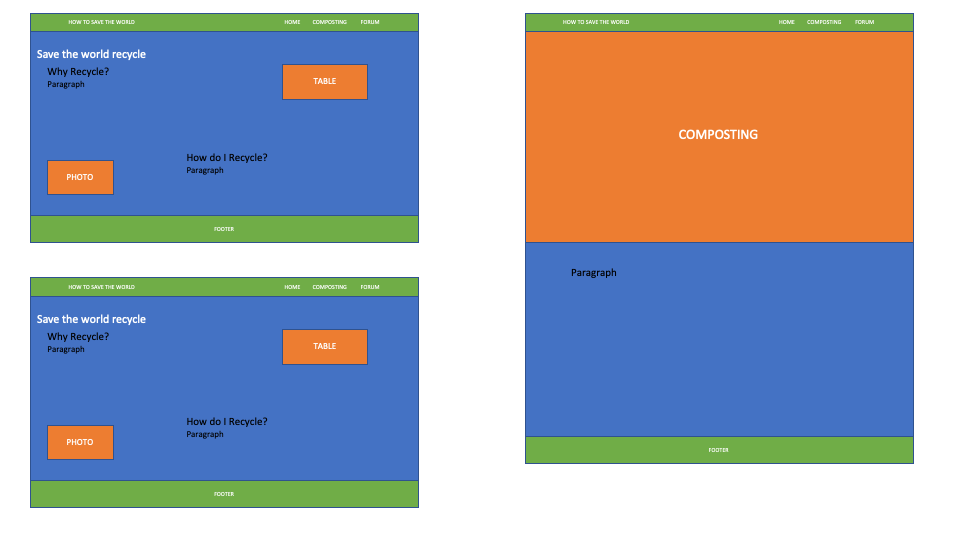 HOW TO SAVE THE WORLD HOME COMPOSTING FORUM
Save the world recycle
Why Recycle?
Paragraph
TABLE
How do I Recycle?
Paragraph
PHOTO
FOOTER
HOW TO SAVE THE WORLD HOME COMPOSTING FORUM
Save the world recycle
Why Recycle?
Paragraph
TABLE
How do I Recycle?
Paragraph
PHOTO
FOOTER
HOW TO SAVE THE WORLD HOME COMPOSTING FORUM
COMPOSTING
Paragraph
FOOTER